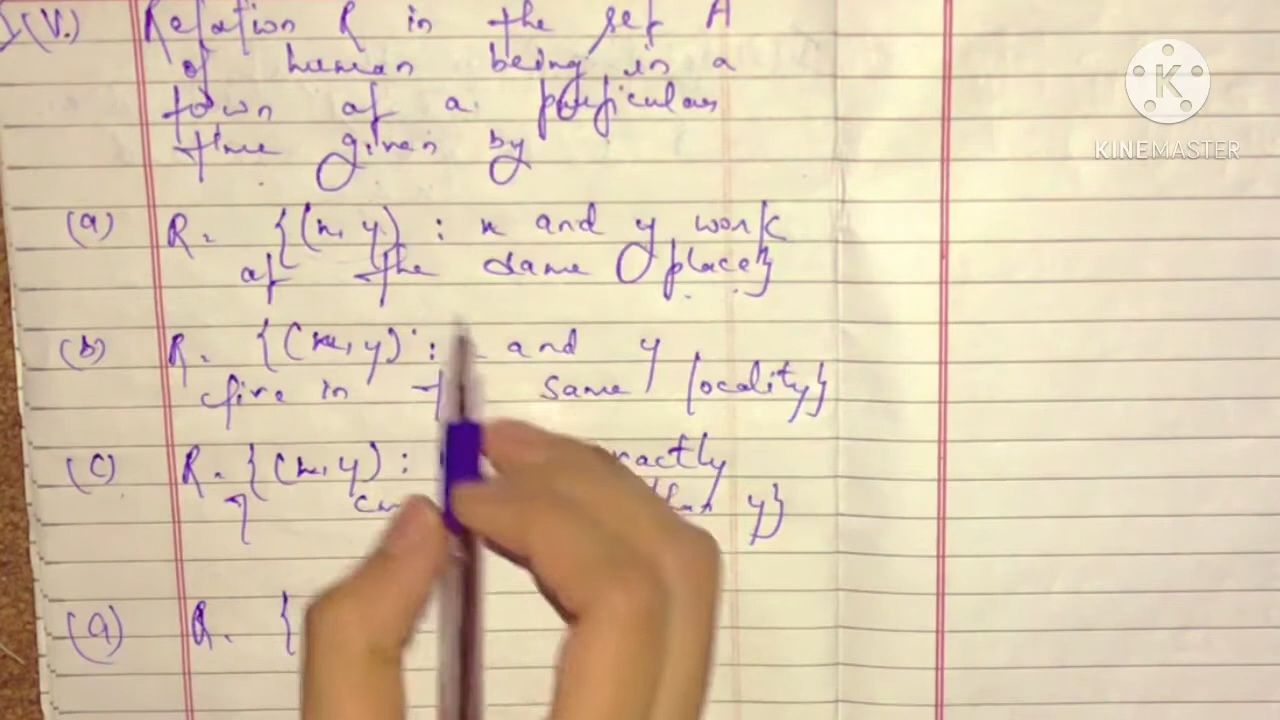 1(V.) Relation R in the set A
of human being in a
town at a particular
time given by
(a) R = {(x, y) : x and y work
at the same place}
(b) R = {(x, y) : and y
live in same locality}
(c) R = {(x, y) :
7 y}
(a) R = {
K
KINEMASTER